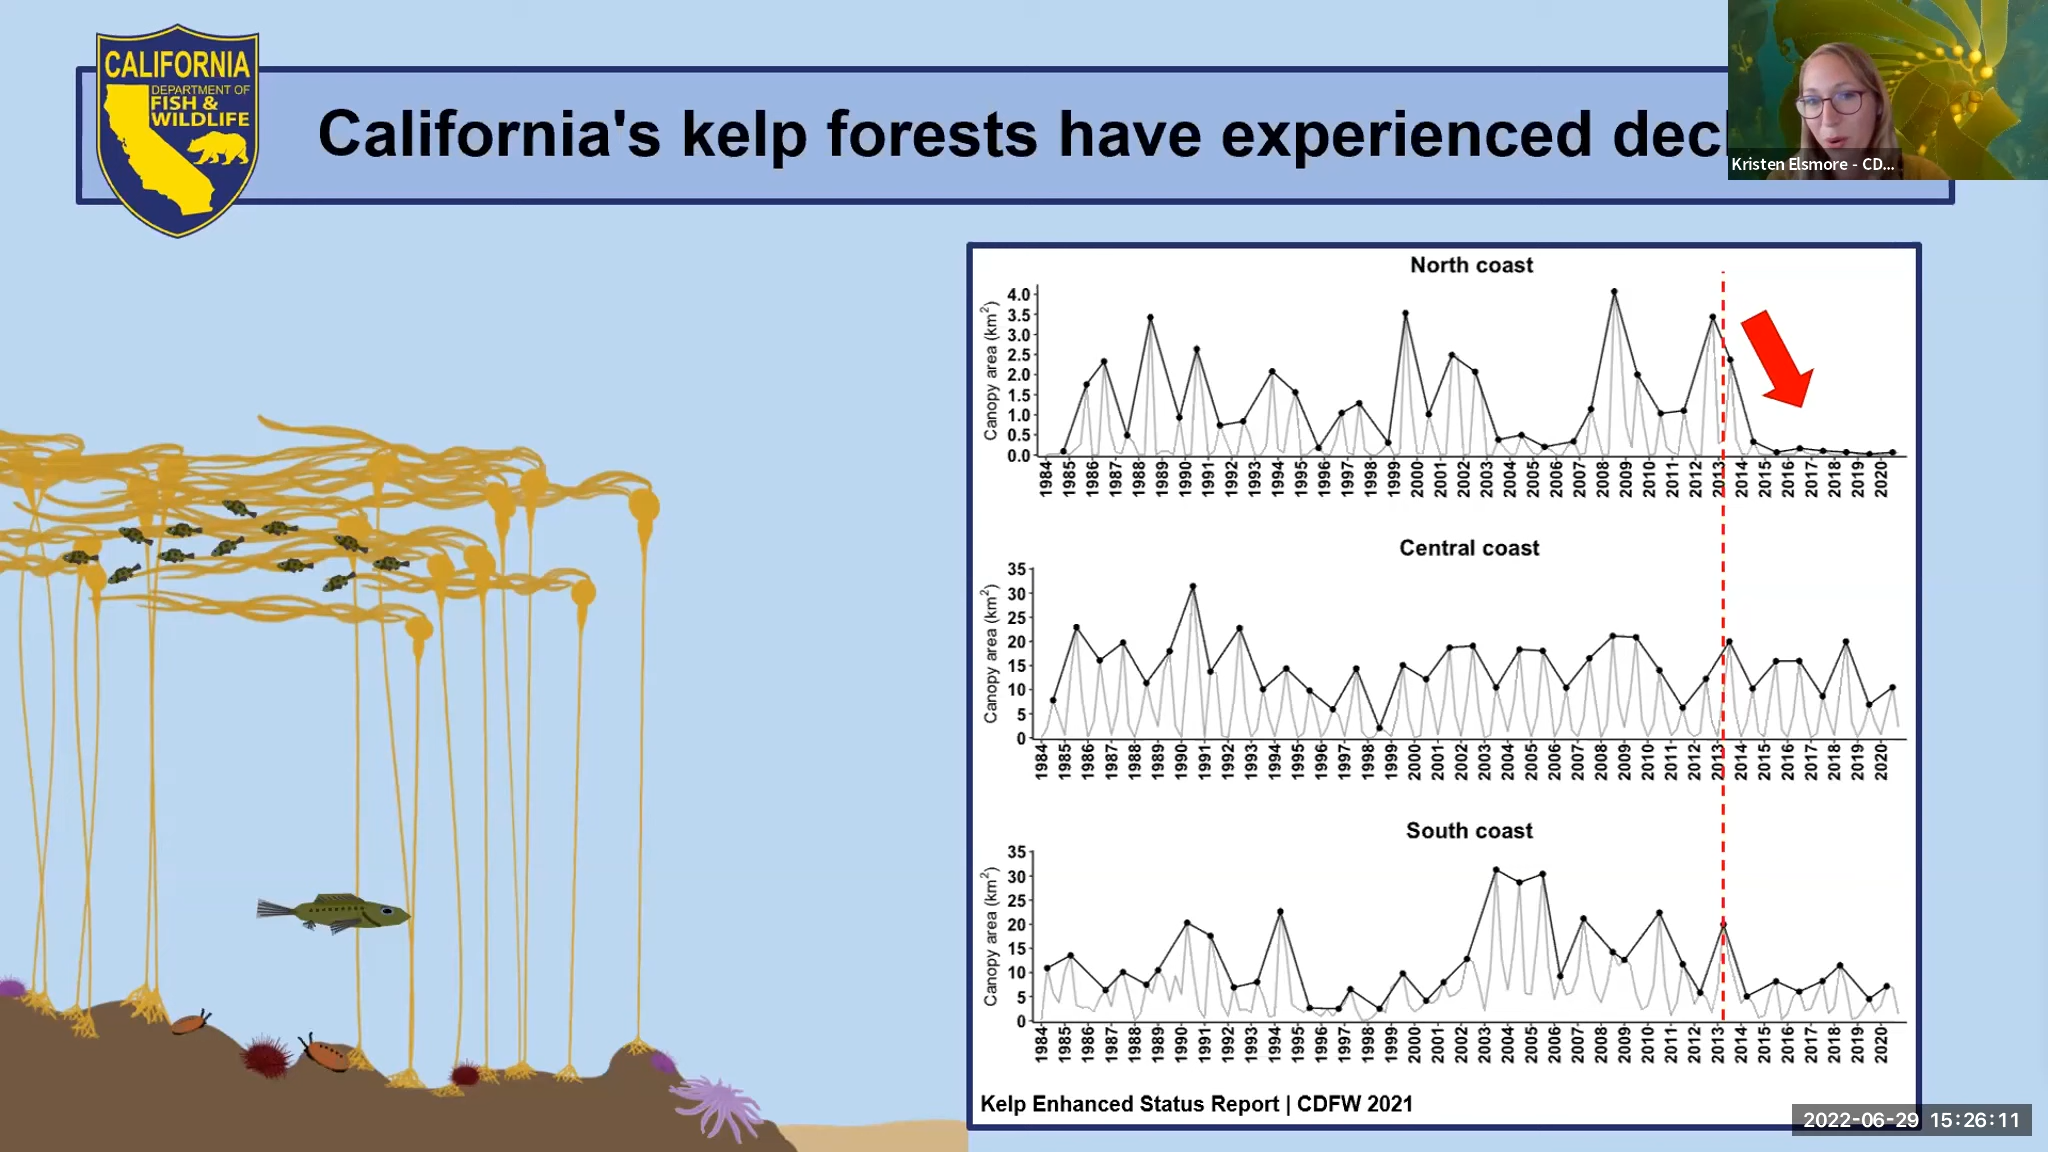 CALIFORNIA
DEPARTMENT OF
FISH &
WILDLIFE
California's kelp forests have experienced
Kristen Elsmore - CD...
North coast
Canopy area (km²)
4.0
3.5
3.0
2.5
2.0
1.5
1.0
0.5
0.0
1984 1985 1986 1987 1988 1989 1990 1991 1992 1993 1994 1995 1996 1997 1998 1999 2000 2001 2002 2003 2004 2005 2006 2007 2008 2009 2010 2011 2012 2013 2014 2015 2016 2017 2018 2019 2020
Central coast
Canopy area (km²)
35
30
25
20
15
10
5
0
1984 1985 1986 1987 1988 1989 1990 1991 1992 1993 1994 1995 1996 1997 1998 1999 2000 2001 2002 2003 2004 2005 2006 2007 2008 2009 2010 2011 2012 2013 2014 2015 2016 2017 2018 2019 2020
South coast
Canopy area (km²)
35
30
25
20
15
10
5
0
1984 1985 1986 1987 1988 1989 1990 1991 1992 1993 1994 1995 1996 1997 1998 1999 2000 2001 2002 2003 2004 2005 2006 2007 2008 2009 2010 2011 2012 2013 2014 2015 2016 2017 2018 2019 2020
Kelp Enhanced Status Report | CDFW 2021
2022-06-29 15:26:11